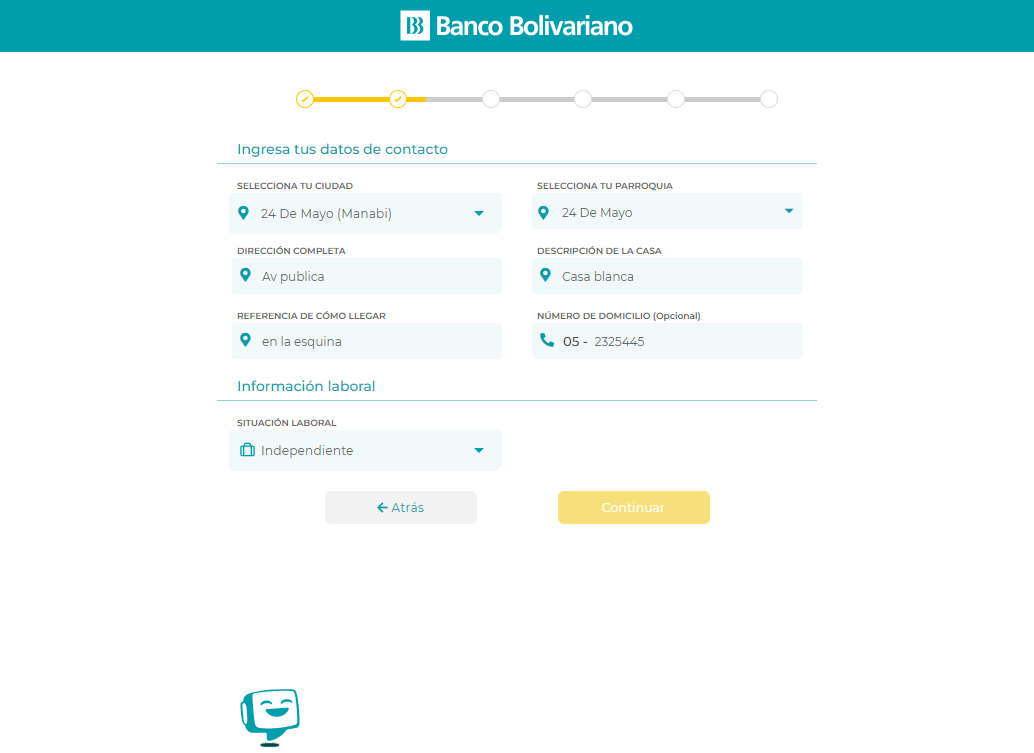 Banco Bolivariano
Ingresa tus datos de contacto
SELECCIONA TU CIUDAD
24 De Mayo (Manabi)
SELECCIONA TU PARROQUIA
24 De Mayo
DIRECCIÓN COMPLETA
Av publica
DESCRIPCIÓN DE LA CASA
Casa blanca
REFERENCIA DE CÓMO LLEGAR
en la esquina
NÚMERO DE DOMICILIO (Opcional)
05 - 2325445
Información laboral
SITUACIÓN LABORAL
Independiente
Atrás
Continuar